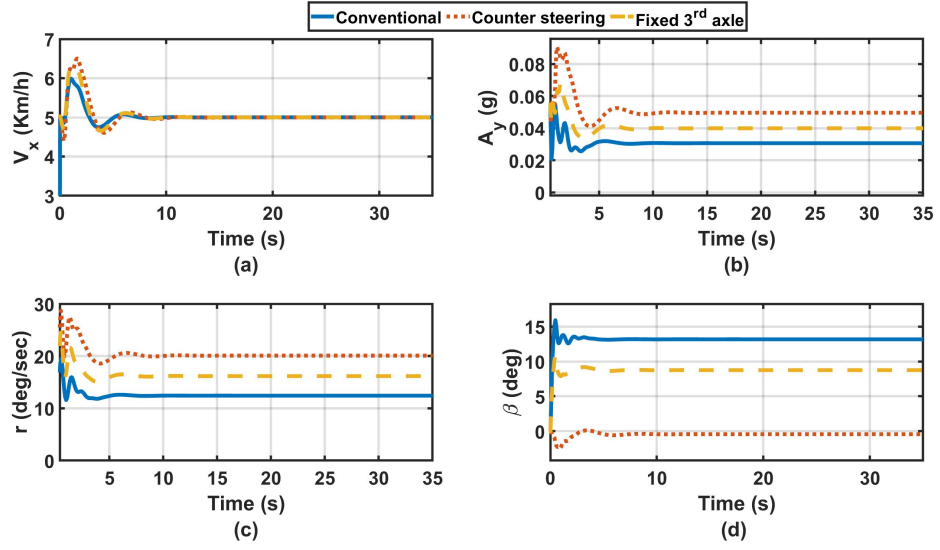 Conventional Counter steering Fixed 3rd axle
7
6
5
4
3
V_x (Km/h)
0 10 20 30
Time (s)
(a)
0.08
0.06
0.04
0.02
0
A_y (g)
5 10 15 20 25 30 35
Time (s)
(b)
30
20
10
0
r (deg/sec)
5 10 15 20 25 30 35
Time (s)
(c)
15
10
5
0
β (deg)
0 10 20 30
Time (s)
(d)